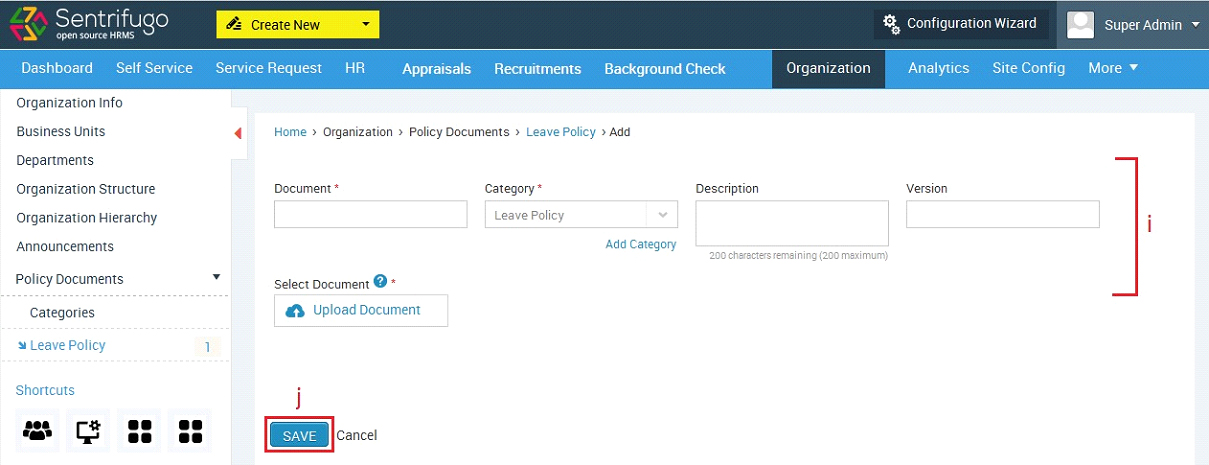 Sentrifugo
open source HRMS
Create New
Configuration Wizard
Super Admin
Dashboard Self Service Service Request HR Appraisals Recruitments Background Check Organization Analytics Site Config More
Organization Info
Business Units
Departments
Organization Structure
Organization Hierarchy
Announcements
Policy Documents
Categories
Leave Policy 1
Shortcuts
Home > Organization > Policy Documents > Leave Policy > Add
Document * Category * Description Version
Leave Policy
Add Category
200 characters remaining (200 maximum)
i
Select Document ? *
Upload Document
j
SAVE Cancel